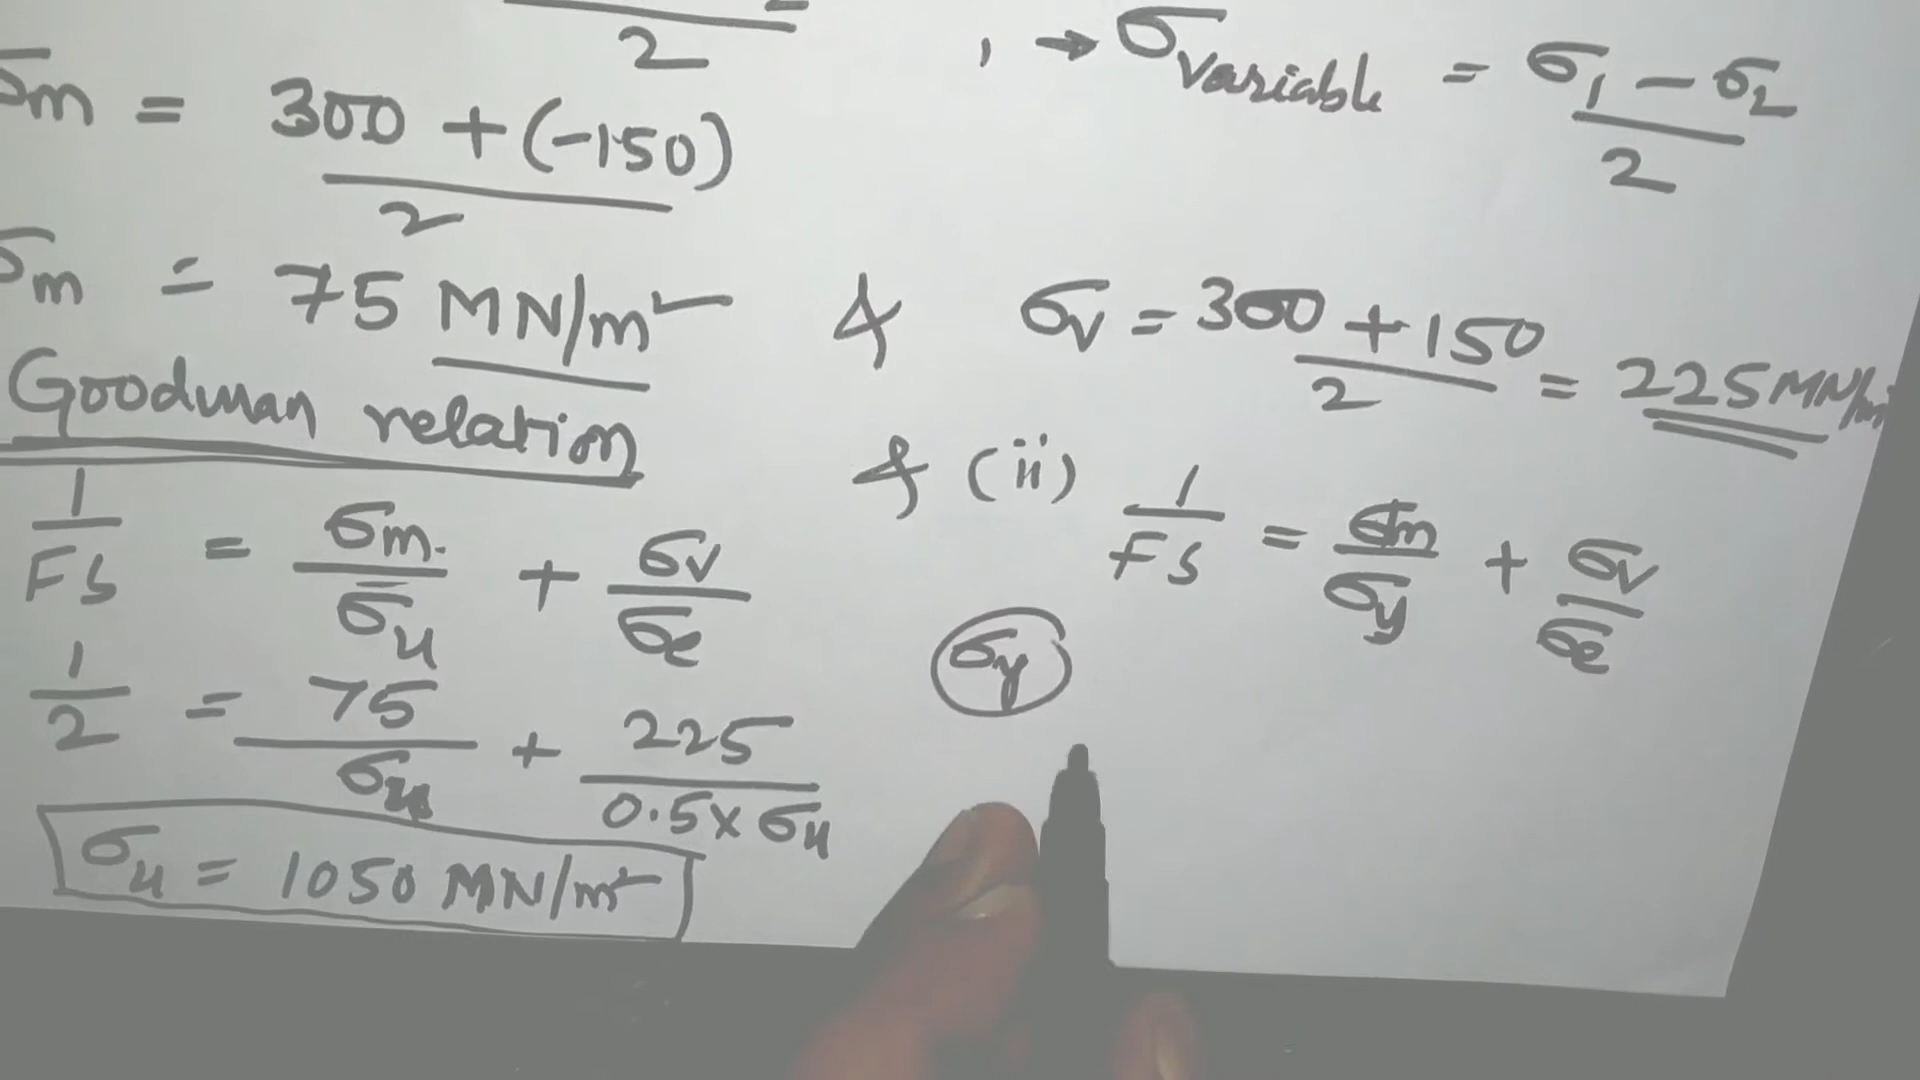 2
σm = 300 + (-150) / 2
, → σvariable = σ1 - σ2 / 2
σm = 75 MN/m² & σv = 300 + 150 / 2 = 225 MN/m²
Goodman relation
1/FS = σm/σu + σv/σe
& (ii) 1/FS = σm/σy + σv/σe
σy
1/2 = 75/σu + 225/0.5×σu
σu = 1050 MN/m²